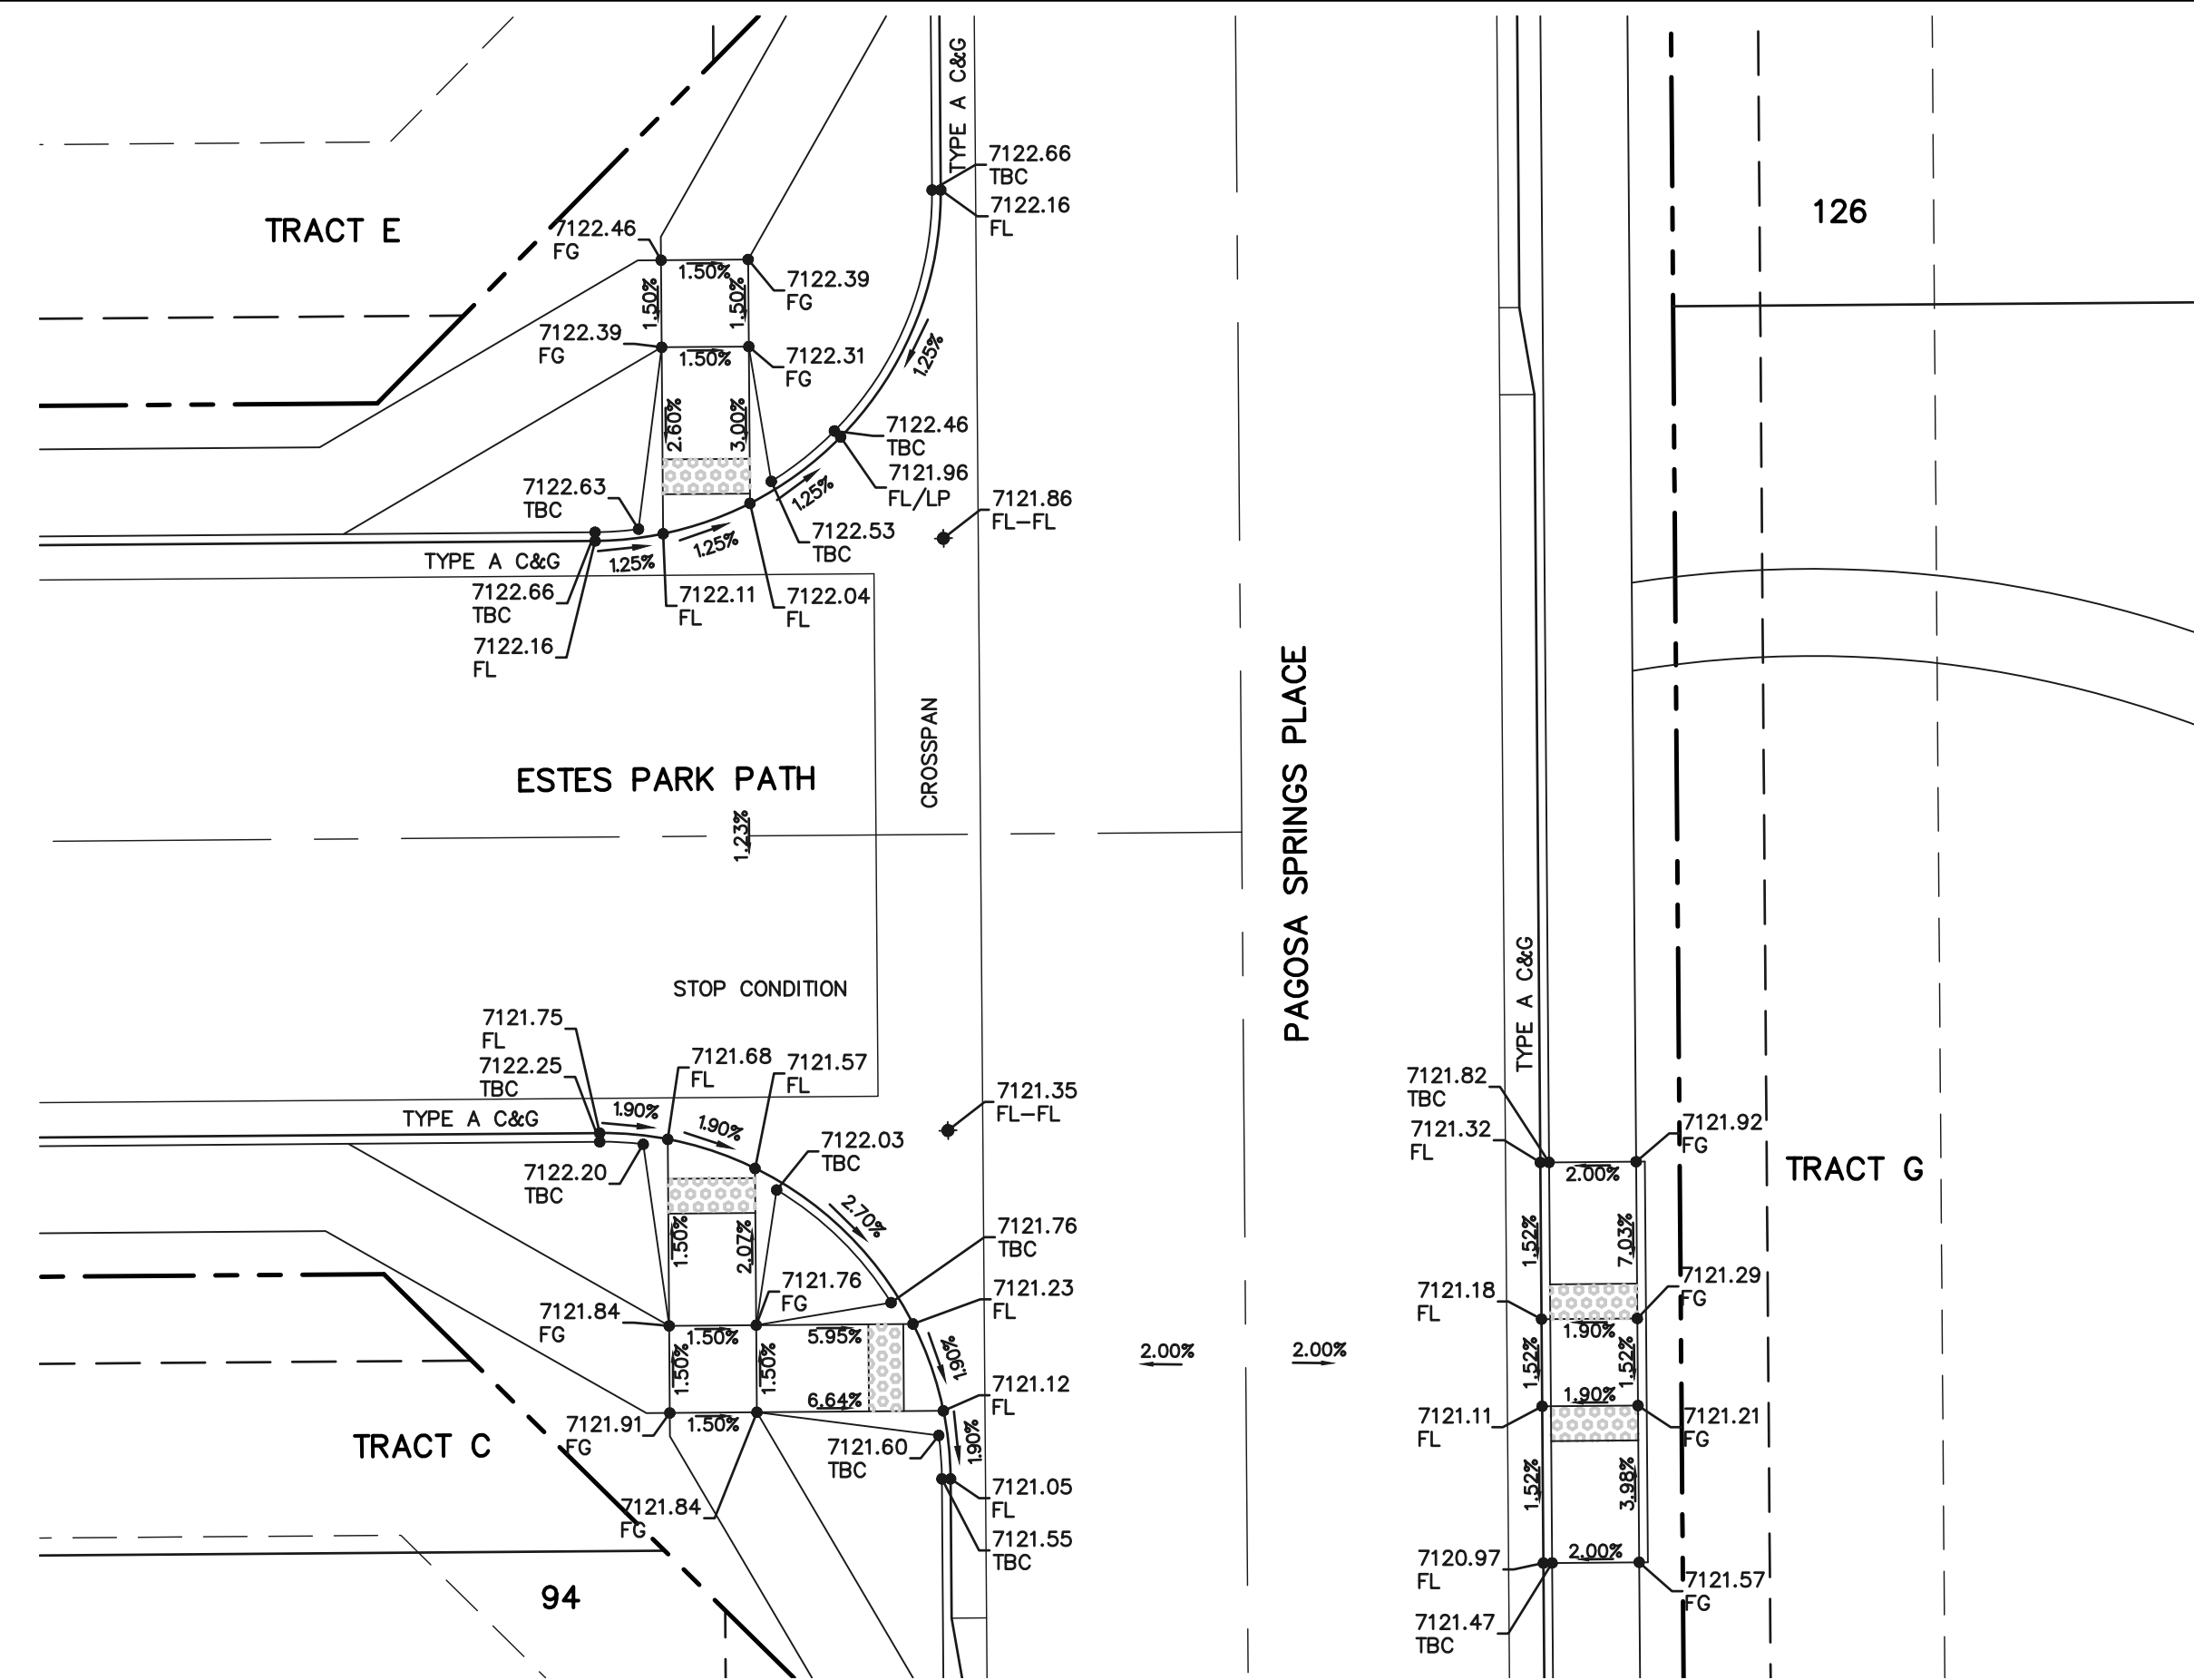 TYPE A C&G
7122.66
TBC
7122.16
FL
TRACT E
126
7122.46
FG
1.50%
7122.39
FG
1.50%
1.50%
7122.39
FG
1.50%
7122.31
FG
1.25%
2.60%
3.00%
7122.46
TBC
7121.96
FL/LP
7122.63
TBC
1.25%
7121.86
FL-FL
7122.53
TBC
1.25%
TYPE A C&G
1.25%
7122.66
TBC
7122.11
FL
7122.04
FL
7122.16
FL
CROSSPAN
PAGOSA SPRINGS PLACE
ESTES PARK PATH
1.23%
STOP CONDITION
TYPE A C&G
7121.75
FL
7122.25
TBC
7121.68
FL
7121.57
FL
7121.35
FL-FL
TYPE A C&G
1.90%
1.90%
7122.03
TBC
7122.20
TBC
2.70%
7121.82
TBC
7121.32
FL
7121.92
FG
2.00%
TRACT G
1.50%
2.07%
7121.76
TBC
1.52%
7.03%
7121.76
FG
7121.23
FL
7121.84
FG
1.50%
5.95%
1.90%
7121.18
FL
7121.29
FG
1.90%
2.00%
2.00%
1.50%
1.50%
6.64%
7121.12
FL
1.52%
1.52%
1.90%
7121.91
FG
1.50%
7121.11
FL
7121.21
FG
TRACT C
7121.60
TBC
1.90%
7121.05
FL
1.52%
3.98%
7121.84
FG
7121.55
TBC
2.00%
7120.97
FL
7121.57
FG
94
7121.47
TBC